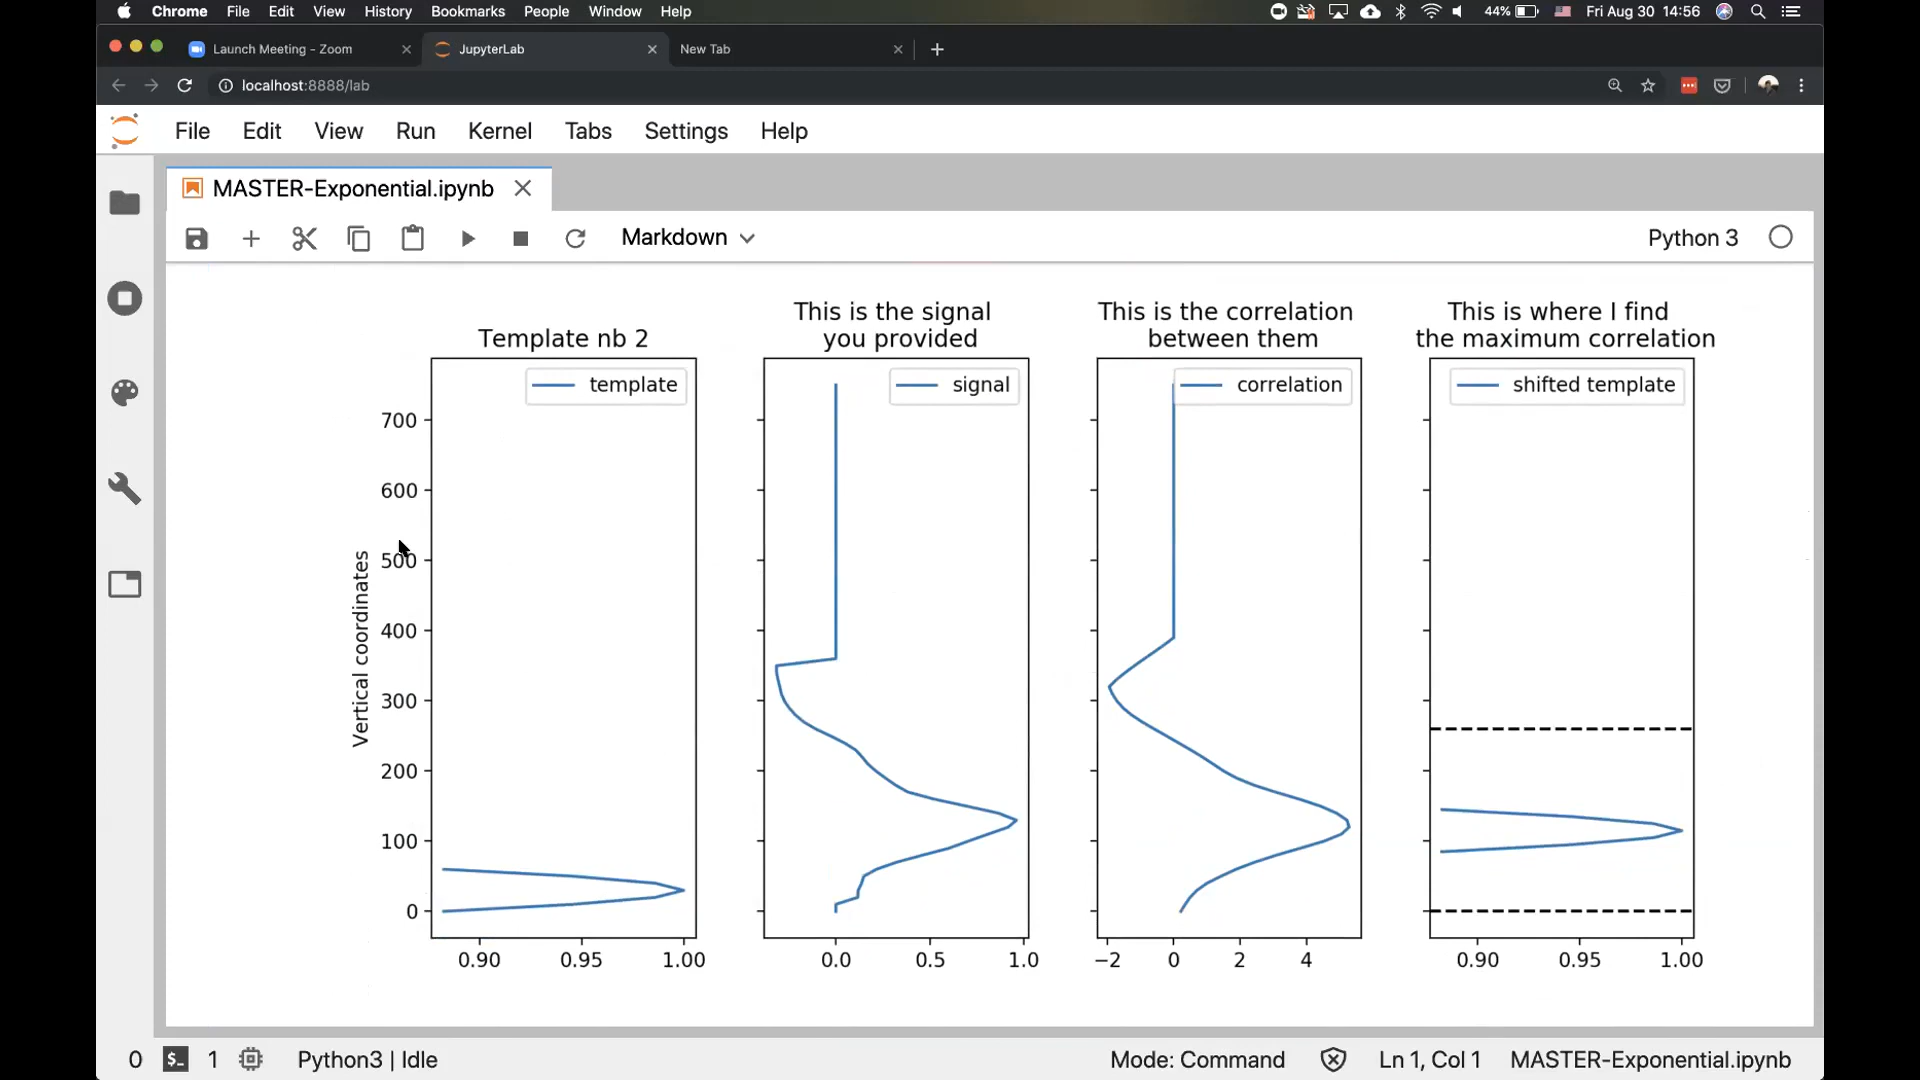 Chrome File Edit View History Bookmarks People Window Help 44% Fri Aug 30 14:56
Launch Meeting - Zoom JupyterLab New Tab
localhost:8888/lab
File Edit View Run Kernel Tabs Settings Help
MASTER-Exponential.ipynb
Markdown Python 3
Template nb 2
This is the signal
you provided
This is the correlation
between them
This is where I find
the maximum correlation
template
signal
correlation
shifted template
Vertical coordinates
700
600
500
400
300
200
100
0
0.90 0.95 1.00
0.0 0.5 1.0
−2 0 2 4
0.90 0.95 1.00
0 $_ 1 Python3 | Idle Mode: Command Ln 1, Col 1 MASTER-Exponential.ipynb